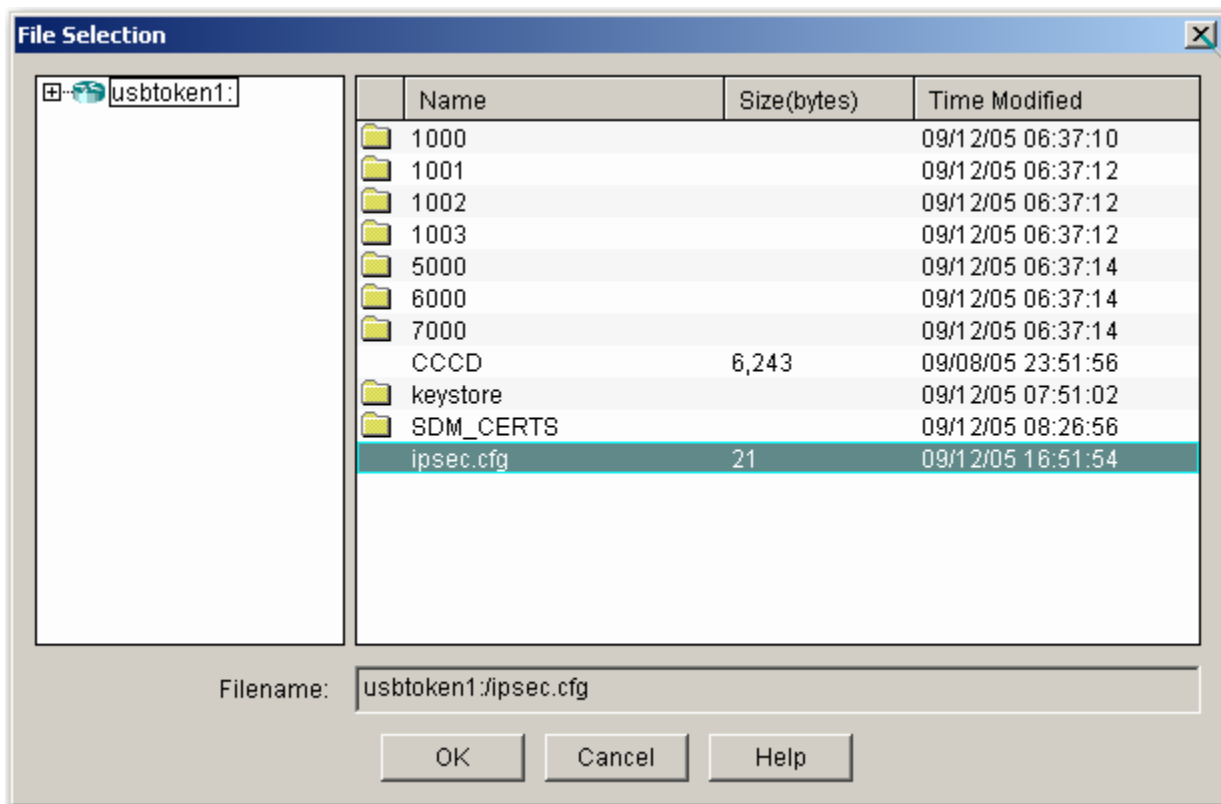 File Selection
usbtoken1:
Name Size(bytes) Time Modified
1000 09/12/05 06:37:10
1001 09/12/05 06:37:12
1002 09/12/05 06:37:12
1003 09/12/05 06:37:12
5000 09/12/05 06:37:14
6000 09/12/05 06:37:14
7000 09/12/05 06:37:14
CCCD 6,243 09/08/05 23:51:56
keystore 09/12/05 07:51:02
SDM_CERTS 09/12/05 08:26:56
ipsec.cfg 21 09/12/05 16:51:54
Filename: usbtoken1:/ipsec.cfg
OK Cancel Help